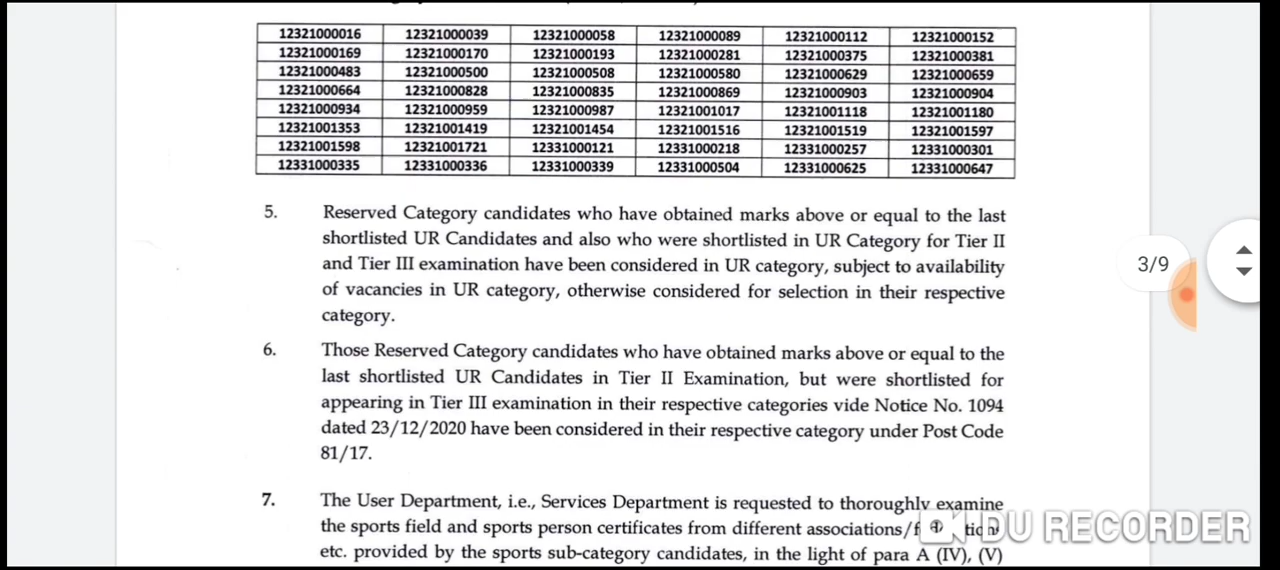 12321000016 12321000039 12321000058 12321000089 12321000112 12321000152
12321000169 12321000170 12321000193 12321000281 12321000375 12321000381
12321000483 12321000500 12321000508 12321000580 12321000629 12321000659
12321000664 12321000828 12321000835 12321000869 12321000903 12321000904
12321000934 12321000959 12321000987 12321001017 12321001118 12321001180
12321001353 12321001419 12321001454 12321001516 12321001519 12321001597
12321001598 12321001721 12331000121 12331000218 12331000257 12331000301
12331000335 12331000336 12331000339 12331000504 12331000625 12331000647
5. Reserved Category candidates who have obtained marks above or equal to the last
shortlisted UR Candidates and also who were shortlisted in UR Category for Tier II
and Tier III examination have been considered in UR category, subject to availability
of vacancies in UR category, otherwise considered for selection in their respective
category.
3/9
6. Those Reserved Category candidates who have obtained marks above or equal to the
last shortlisted UR Candidates in Tier II Examination, but were shortlisted for
appearing in Tier III examination in their respective categories vide Notice No. 1094
dated 23/12/2020 have been considered in their respective category under Post Code
81/17.
7. The User Department, i.e., Services Department is requested to thoroughly examine
the sports field and sports person certificates from different associations/
etc. provided by the sports sub-category candidates, in the light of para A (IV), (V)
DU RECORDER